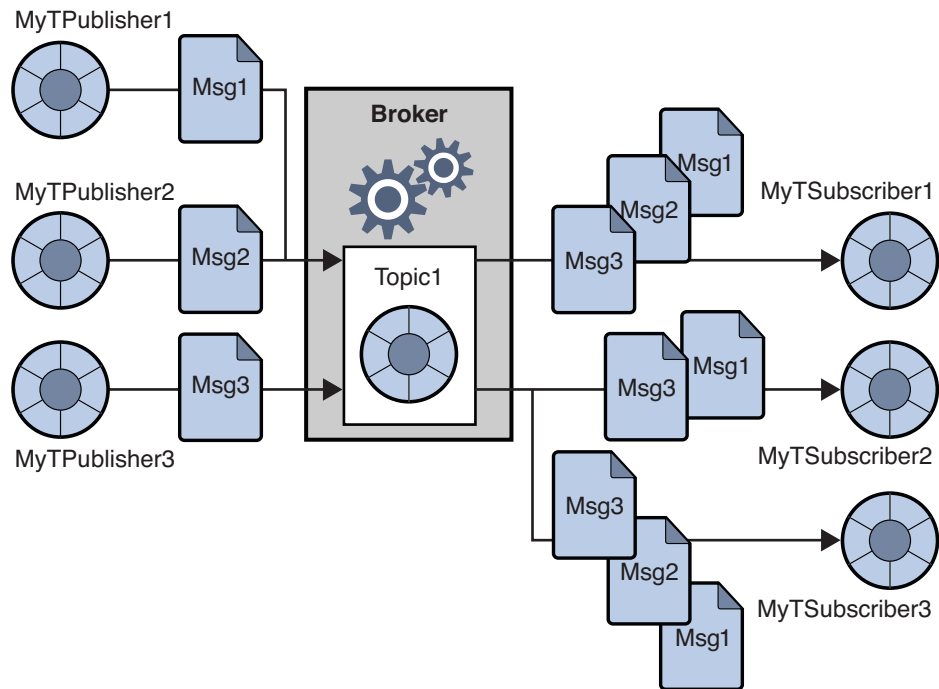 MyTPublisher1
Msg1
Broker
Msg1
MyTPublisher2
Msg2
MyTSubscriber1
Msg2
Msg3
Topic1
MyTPublisher3
Msg3
Msg3
Msg1
MyTSubscriber2
Msg3
Msg2
Msg1
MyTSubscriber3